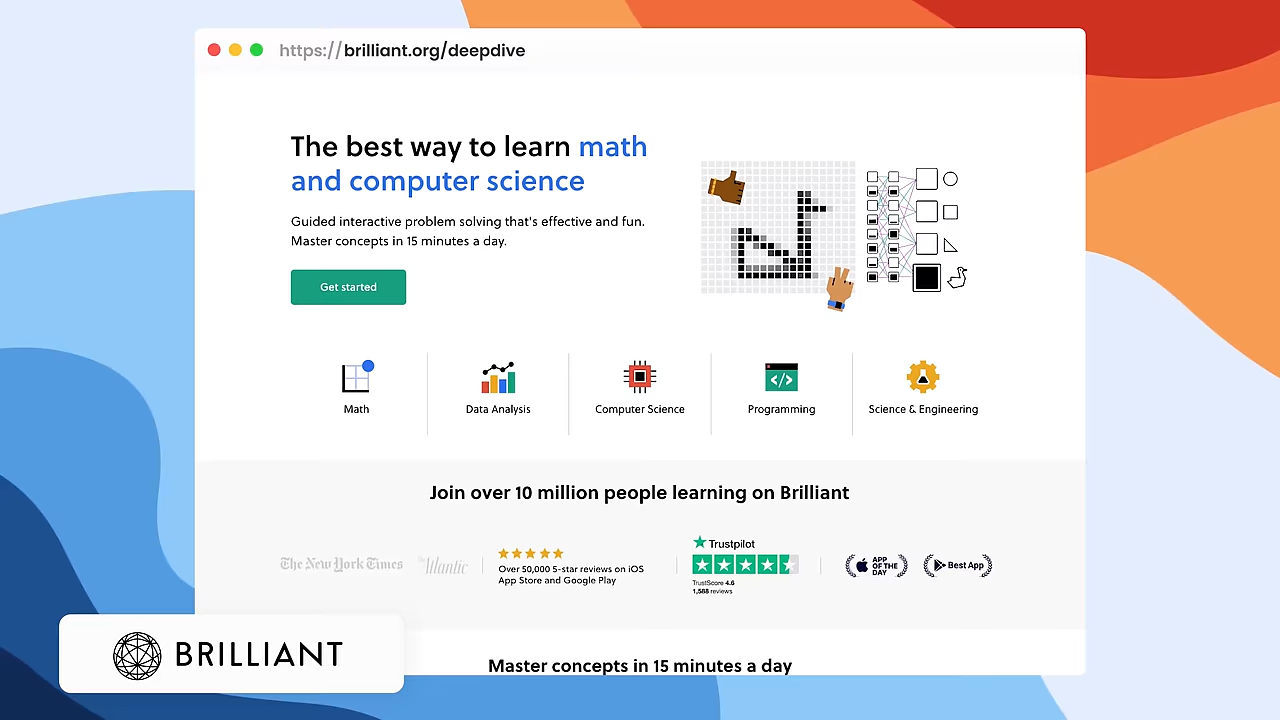 https://brilliant.org/deepdive
The best way to learn math
and computer science
Guided interactive problem solving that's effective and fun.
Master concepts in 15 minutes a day.
Get started
Math
Data Analysis
Computer Science
</>
Programming
Science & Engineering
Join over 10 million people learning on Brilliant
The New York Times
The Atlantic
Over 50,000 5-star reviews on iOS
App Store and Google Play
Trustpilot
TrustScore 4.6
1,588 reviews
APP
OF THE
DAY
Best App
Master concepts in 15 minutes a day
BRILLIANT